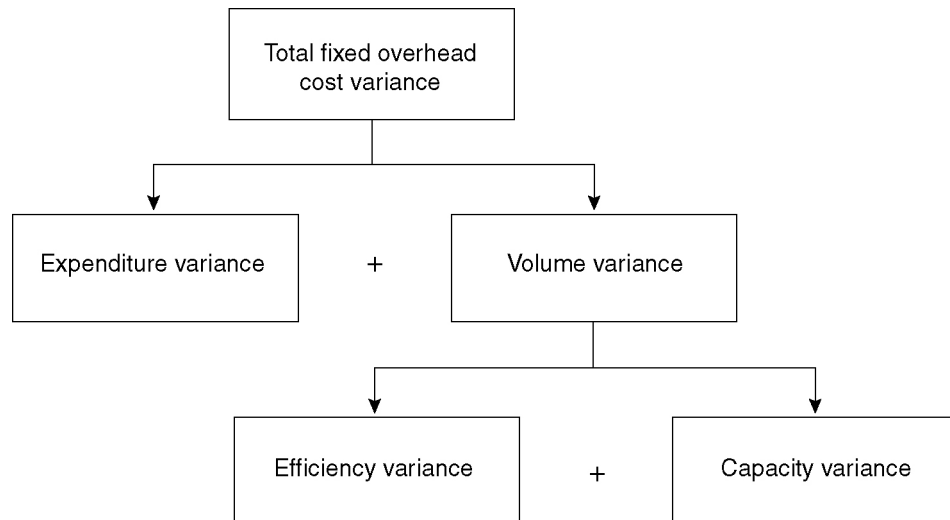 Total fixed overhead
cost variance
Expenditure variance
+
Volume variance
Efficiency variance
+
Capacity variance